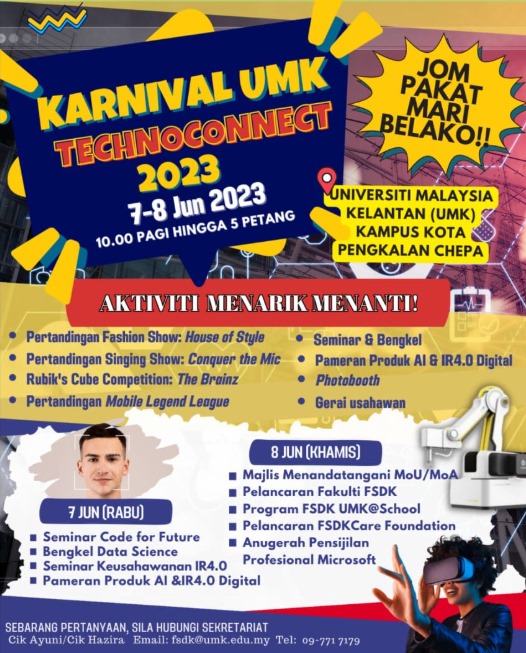 KARNIVAL UMK
TECHNOCONNECT
2023
7-8 Jun 2023
10.00 PAGI HINGGA 5 PETANG
JOM
PAKAT
MARI
BELAKO!!
UNIVERSITI MALAYSIA
KELANTAN (UMK)
KAMPUS KOTA
PENGKALAN CHEPA
AKTIVITI MENARIK MENANTI!
• Pertandingan Fashion Show: House of Style
• Pertandingan Singing Show: Conquer the Mic
• Rubik's Cube Competition: The Brainz
• Pertandingan Mobile Legend League
• Seminar & Bengkel
• Pameran Produk AI & IR4.0 Digital
• Photobooth
• Gerai usahawan
7 JUN (RABU)
■ Seminar Code for Future
■ Bengkel Data Science
■ Seminar Keusahawanan IR4.0
■ Pameran Produk AI &IR4.0 Digital
8 JUN (KHAMIS)
■ Majlis Menandatangani MoU/MoA
■ Pelancaran Fakulti FSDK
■ Program FSDK UMK@School
■ Pelancaran FSDKCare Foundation
■ Anugerah Pensijilan
Profesional Microsoft
SEBARANG PERTANYAAN, SILA HUBUNGI SEKRETARIAT
Cik Ayuni/Cik Hazira Email: fsdk@umk.edu.my Tel: 09-771 7179